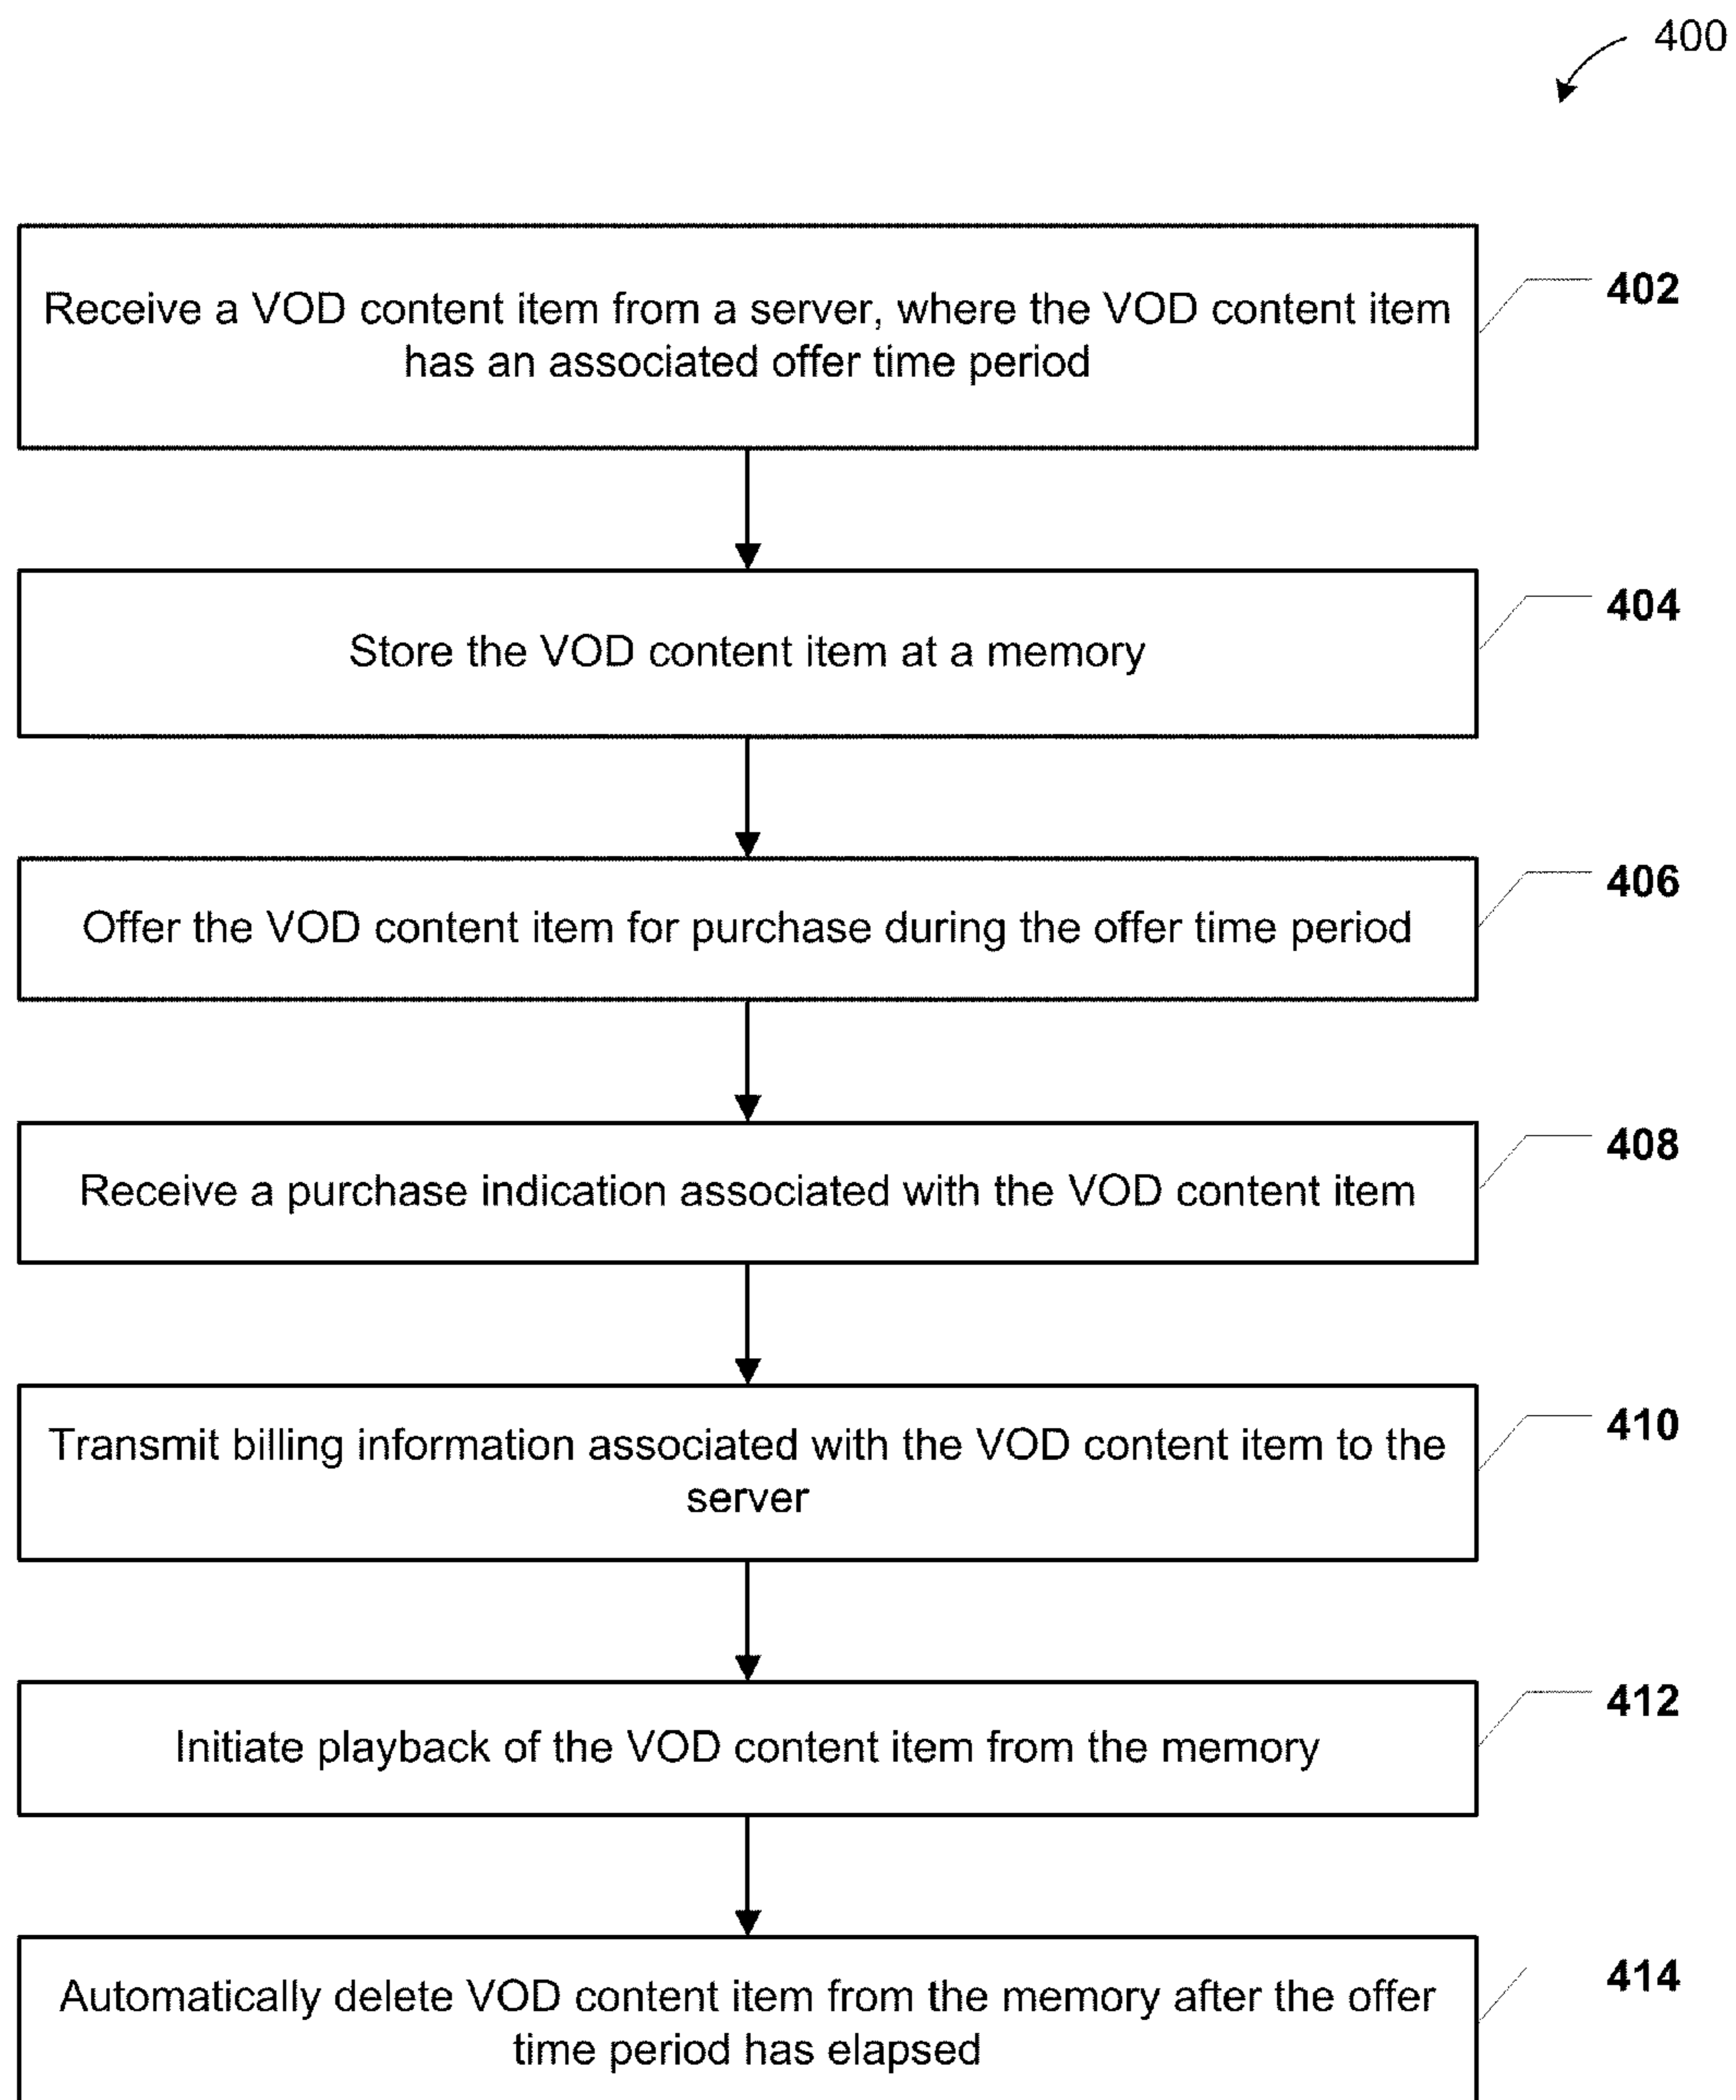 400
Receive a VOD content item from a server, where the VOD content item
has an associated offer time period
402
Store the VOD content item at a memory
404
Offer the VOD content item for purchase during the offer time period
406
Receive a purchase indication associated with the VOD content item
408
Transmit billing information associated with the VOD content item to the
server
410
Initiate playback of the VOD content item from the memory
412
Automatically delete VOD content item from the memory after the offer
time period has elapsed
414